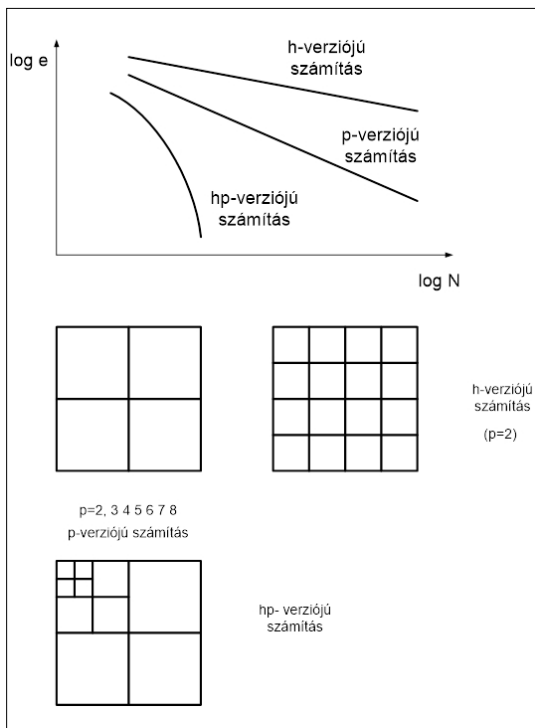 log e
h-verziójú
számítás
p-verziójú
számítás
hp-verziójú
számítás
log N
h-verziójú
számítás
(p=2)
p=2, 3 4 5 6 7 8
p-verziójú számítás
hp- verziójú
számítás